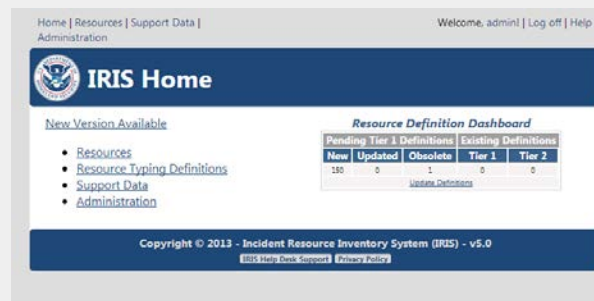 Home | Resources | Support Data |
Administration
Welcome, admin! | Log off | Help
IRIS Home
New Version Available
Resources
Resource Typing Definitions
Support Data
Administration
Resource Definition Dashboard
Pending Tier 1 Definitions Existing Definitions
New Updated Obsolete Tier 1 Tier 2
0 1 0 0
Update Definitions
Copyright © 2013 - Incident Resource Inventory System (IRIS) - v5.0
IRIS Help Desk Support Privacy Policy